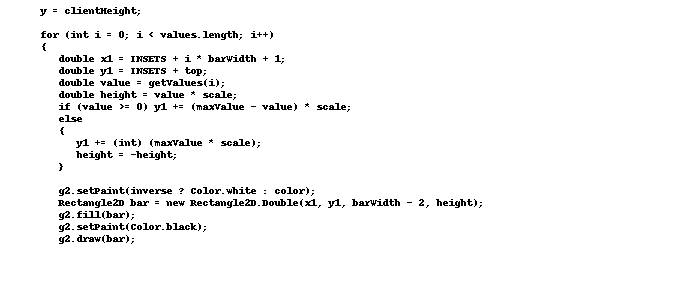 y = clientHeight;
for (int i = 0; i < values.length; i++)
{
double x1 = INSETS + i * barWidth + 1;
double y1 = INSETS + top;
double value = getValues(i);
double height = value * scale;
if (value >= 0) y1 += (maxValue - value) * scale;
else
{
y1 += (int) (maxValue * scale);
height = -height;
}
g2.setPaint(inverse ? Color.white : color);
Rectangle2D bar = new Rectangle2D.Double(x1, y1, barWidth - 2, height);
g2.fill(bar);
g2.setPaint(Color.black);
g2.draw(bar);